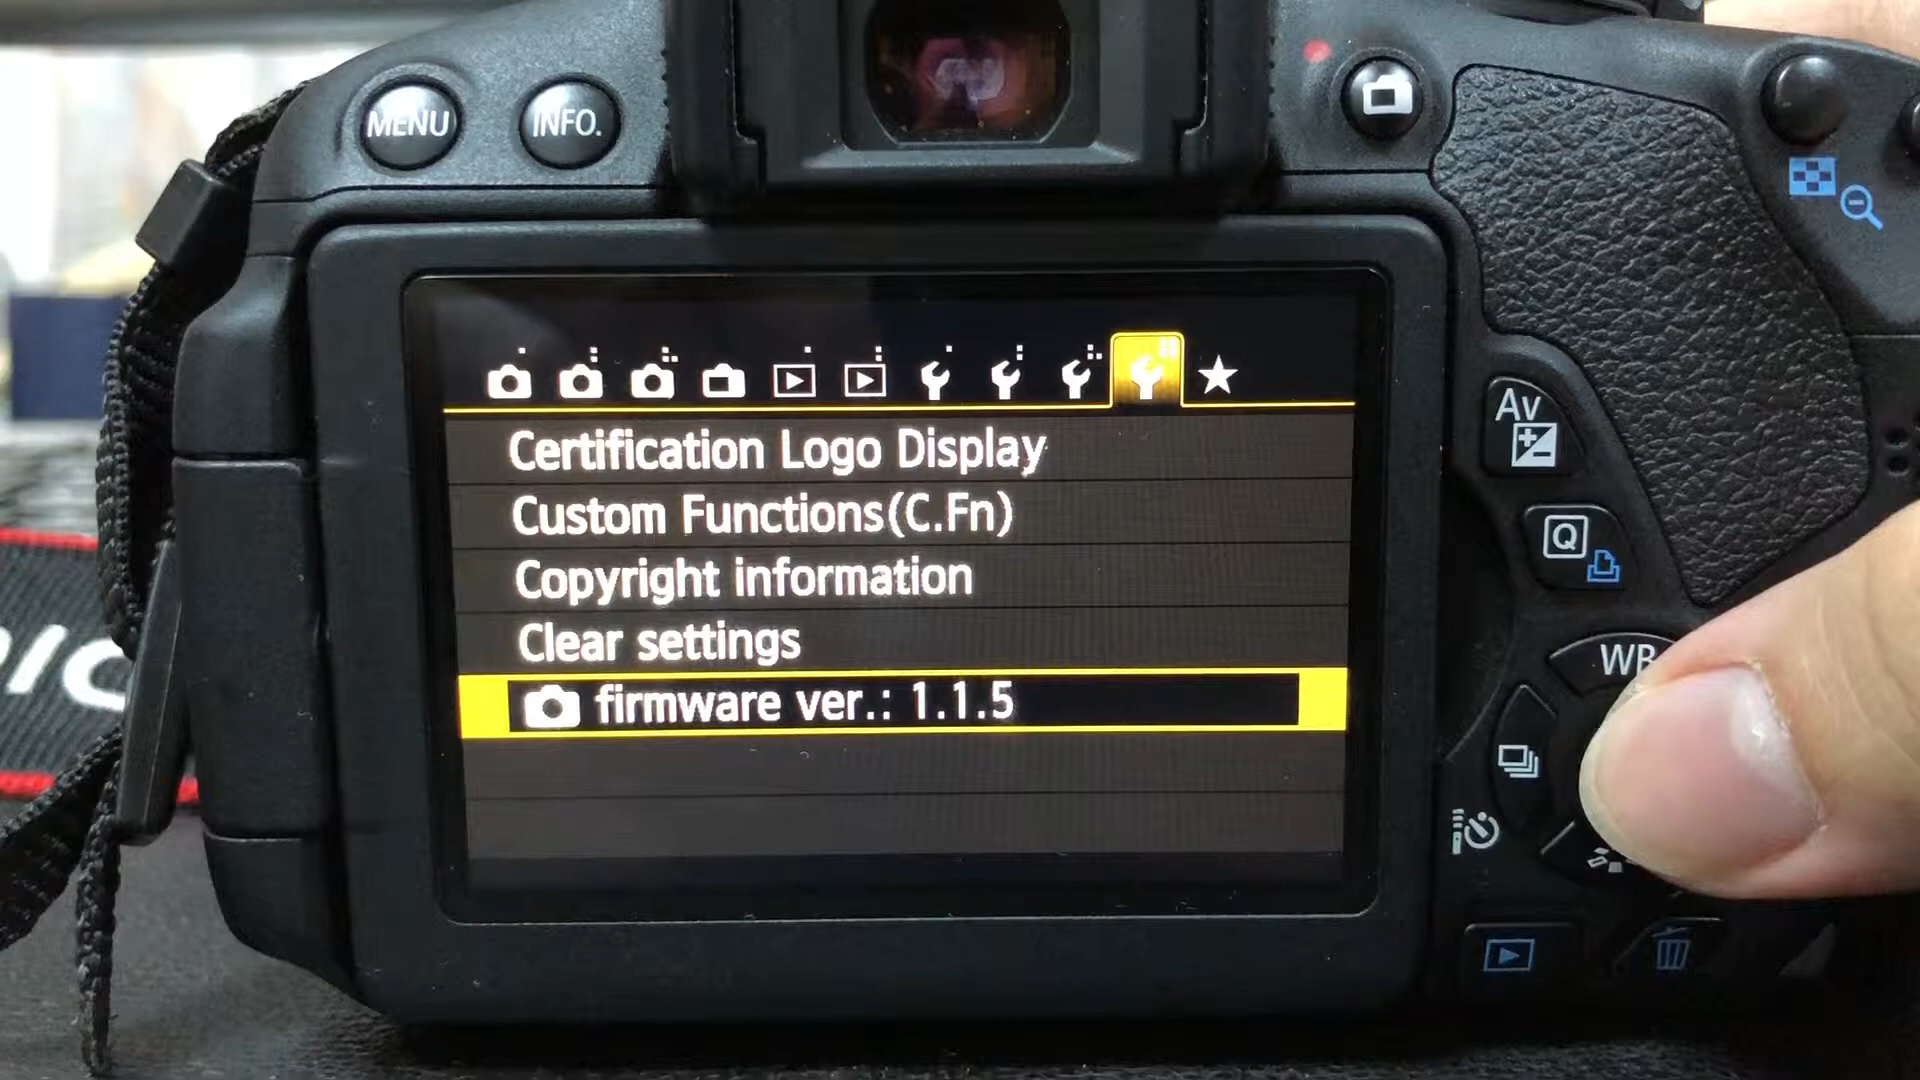 MENU
INFO.
Certification Logo Display
Custom Functions(C.Fn)
Copyright information
Clear settings
firmware ver.: 1.1.5
Av
Q
WB